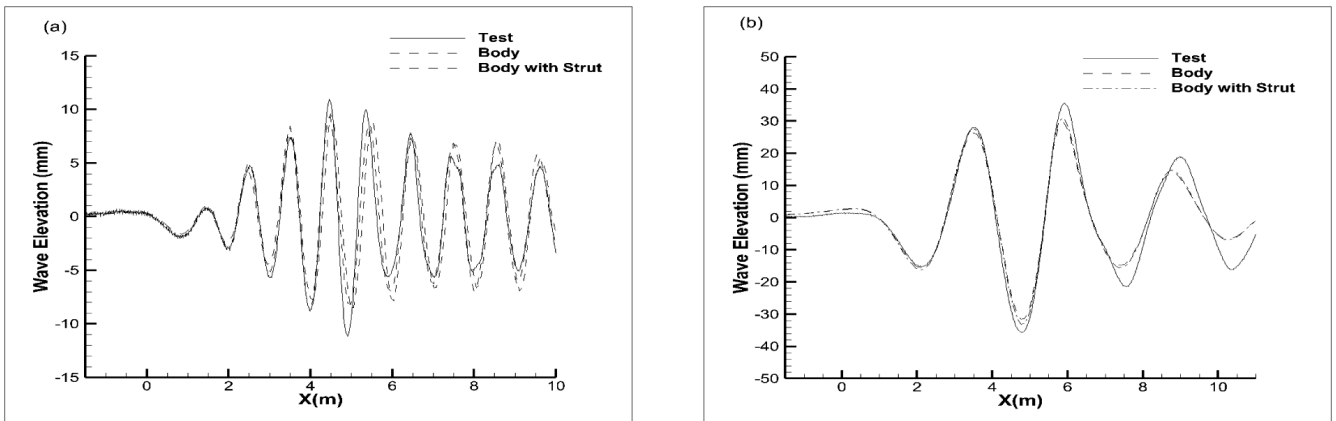 (a)
Test
Body
Body with Strut
15
10
5
0
-5
-10
-15
Wave Elevation (mm)
0 2 4 6 8 10
X(m)
(b)
Test
Body
Body with Strut
50
40
30
20
10
0
-10
-20
-30
-40
-50
Wave Elevation (mm)
0 2 4 6 8 10
X(m)